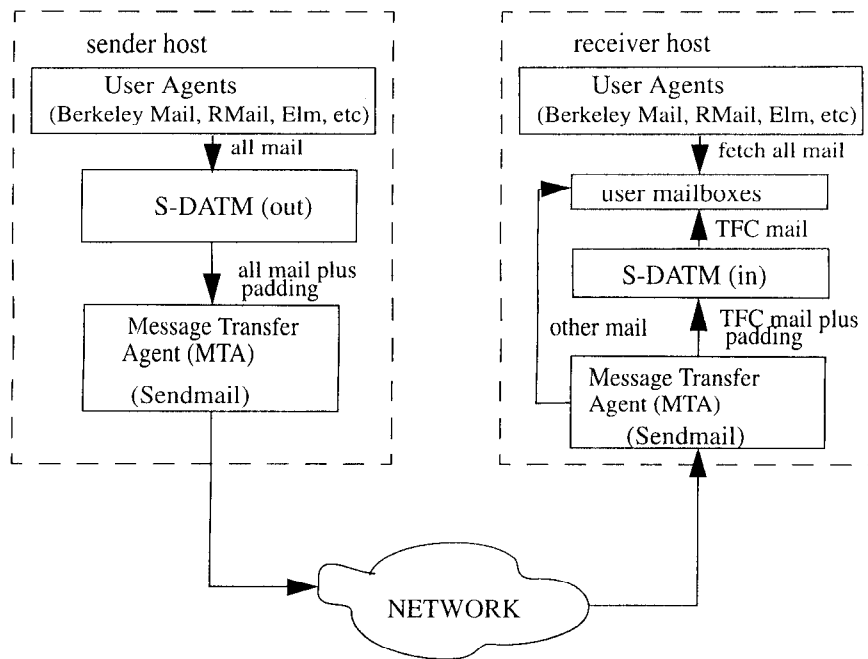 sender host
User Agents
(Berkeley Mail, RMail, Elm, etc)
all mail
S-DATM (out)
all mail plus
padding
Message Transfer
Agent (MTA)
(Sendmail)
receiver host
User Agents
(Berkeley Mail, RMail, Elm, etc)
fetch all mail
user mailboxes
TFC mail
S-DATM (in)
other mail
TFC mail plus
padding
Message Transfer
Agent (MTA)
(Sendmail)
NETWORK